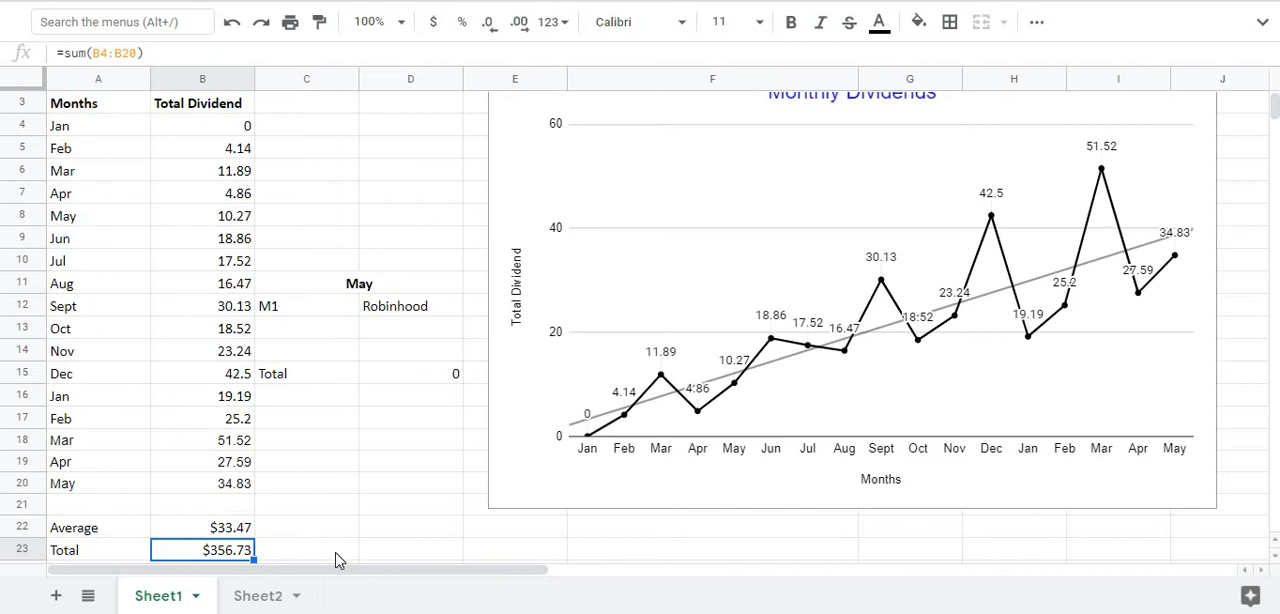 Search the menus (Alt+/) 100% $ % .0 .00 123 Calibri 11 B I S A
fx =sum(B4:B20)
A B C D E F G H I J
3 Months Total Dividend
4 Jan 0
5 Feb 4.14
6 Mar 11.89
7 Apr 4.86
8 May 10.27
9 Jun 18.86
10 Jul 17.52
11 Aug 16.47 May
12 Sept 30.13 M1 Robinhood
13 Oct 18.52
14 Nov 23.24
15 Dec 42.5 Total 0
16 Jan 19.19
17 Feb 25.2
18 Mar 51.52
19 Apr 27.59
20 May 34.83
21
22 Average $33.47
23 Total $356.73
Monthly Dividends
60
40
20
0
Total Dividend
0 4.14 11.89 4.86 10.27 18.86 17.52 16.47 30.13 18.52 23.24 42.5 19.19 25.2 51.52 27.59 34.83
Jan Feb Mar Apr May Jun Jul Aug Sept Oct Nov Dec Jan Feb Mar Apr May
Months
Sheet1 Sheet2